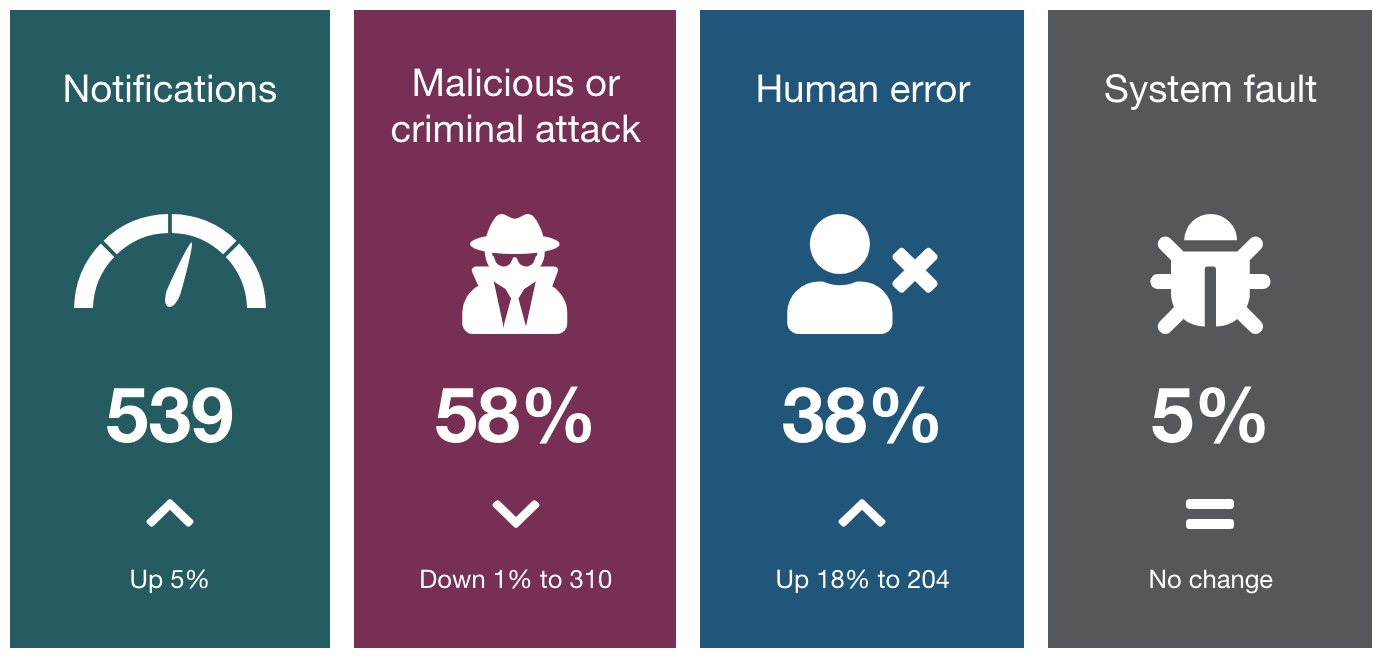 Notifications
539
Up 5%
Malicious or
criminal attack
58%
Down 1% to 310
Human error
38%
Up 18% to 204
System fault
5%
No change